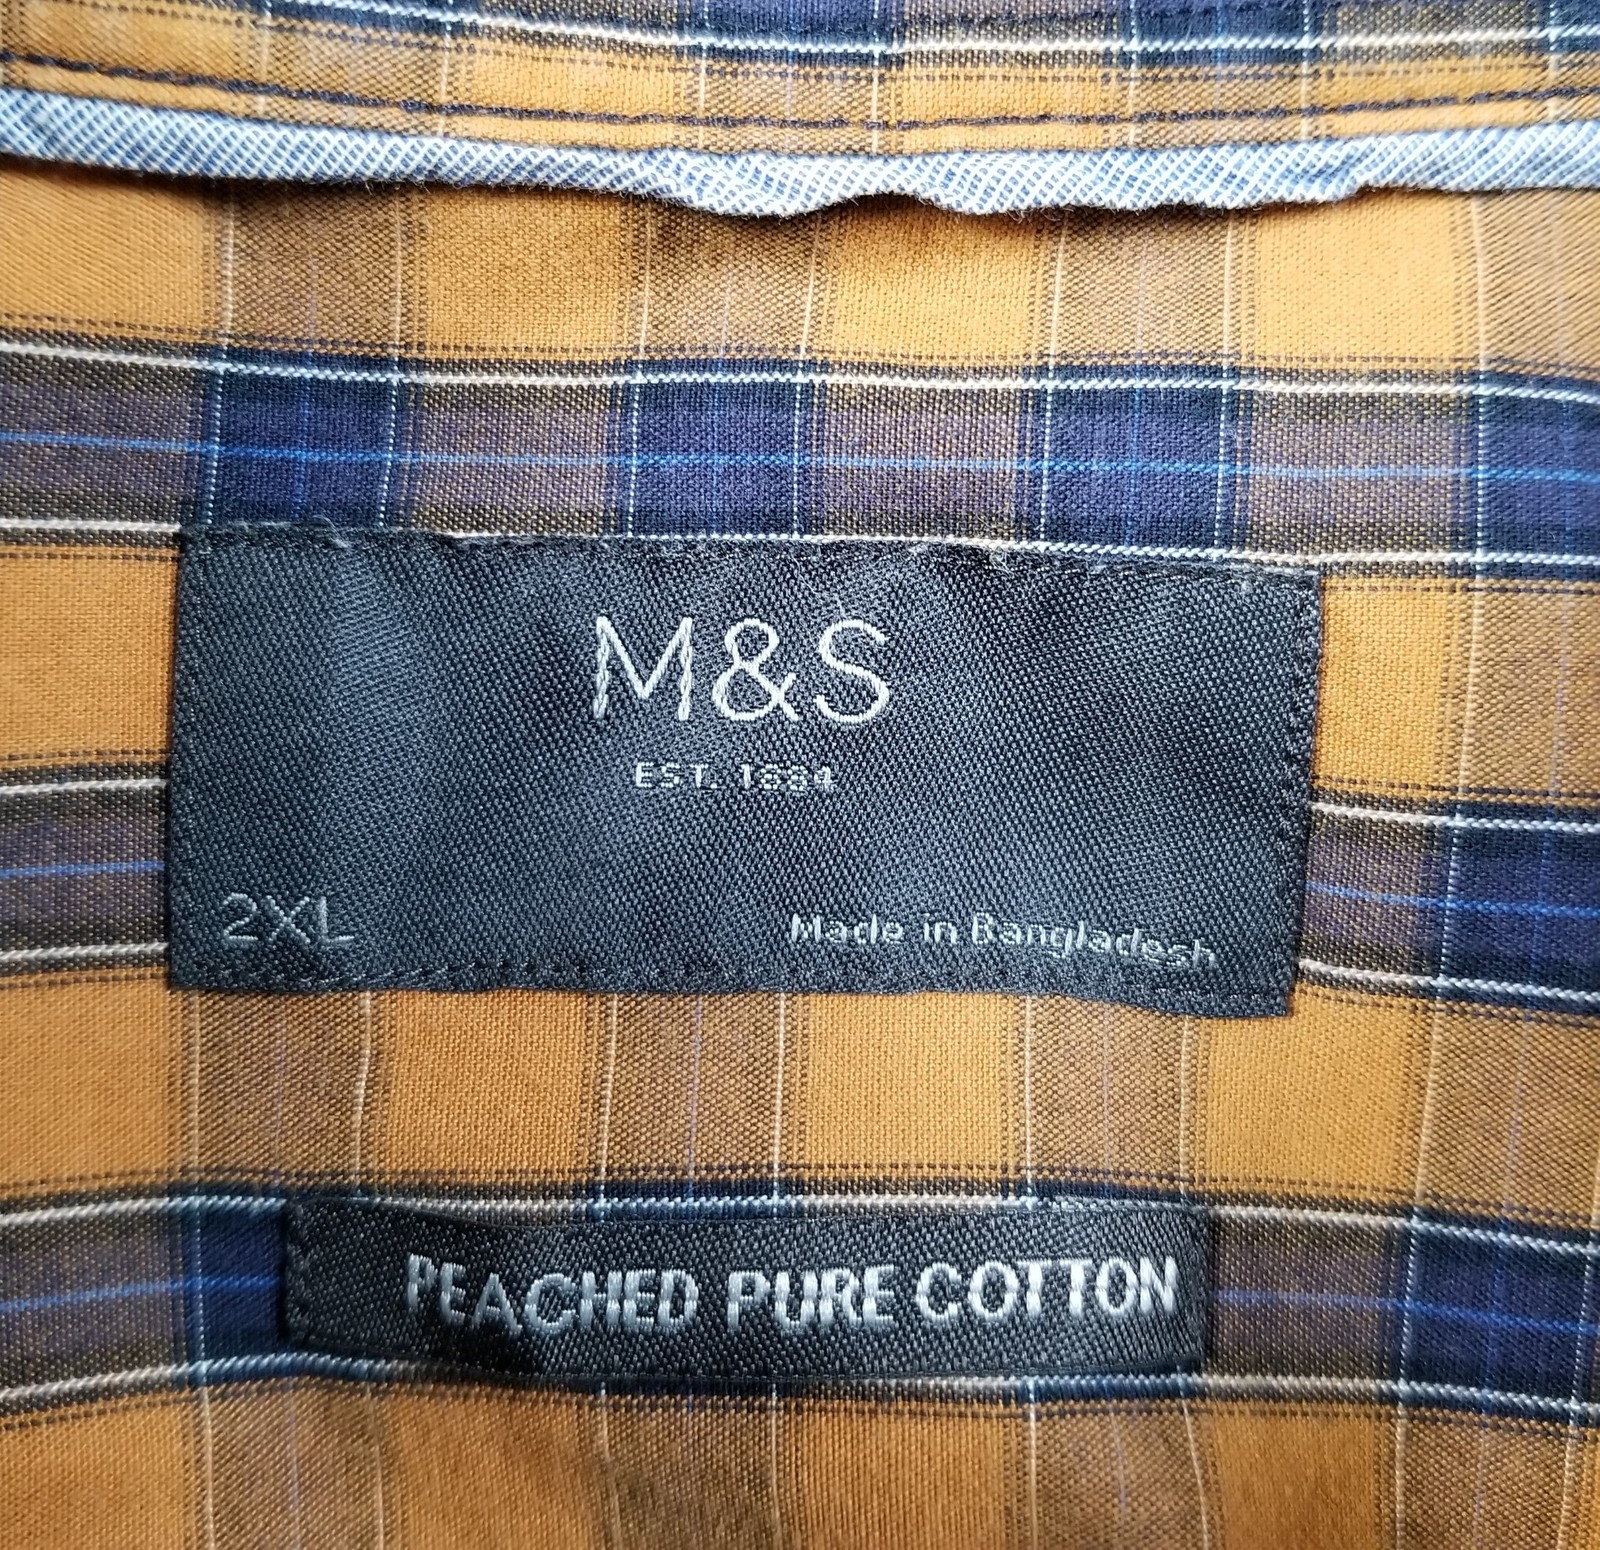 M&S
EST. 1884
2XL
Made in Bangladesh
PEACHED PURE COTTON